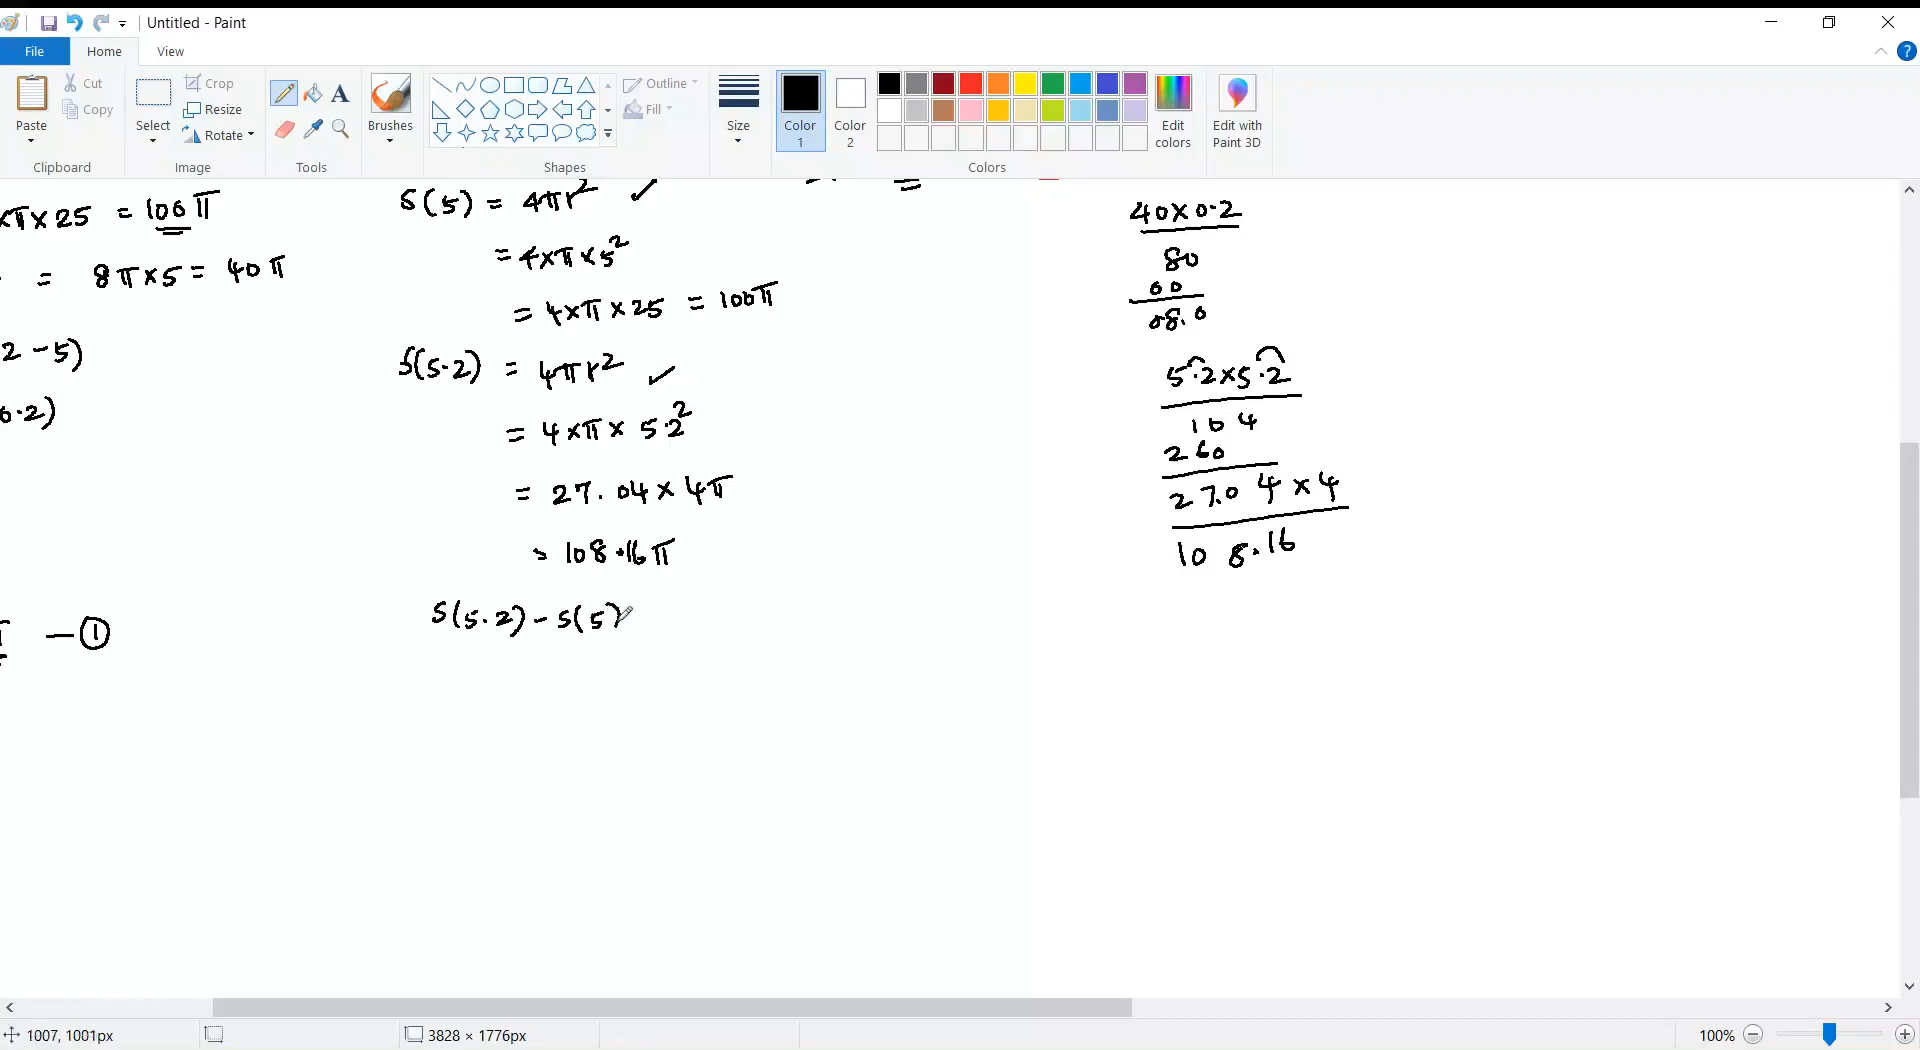 Untitled - Paint
File Home View
Paste
Cut
Copy
Clipboard
Select
Crop
Resize
Rotate
Image
Tools
Brushes
Shapes
Outline
Fill
Size
Color 1
Color 2
Colors
Edit colors
Edit with Paint 3D
×π×25 = 100π
= 8π×5 = 40π
2 - 5)
0.2)
π — ①
S(5) = 4πr² ✓
= 4×π×5²
= 4×π×25 = 100π
S(5.2) = 4πr² ✓
= 4×π× 5.2²
= 27.04 × 4π
= 108.16π
S(5.2) - S(5)
40×0.2
80
00
08.0
5.2×5.2
104
260
27.04 × 4
108.16
1007, 1001px
3828 × 1776px
100%